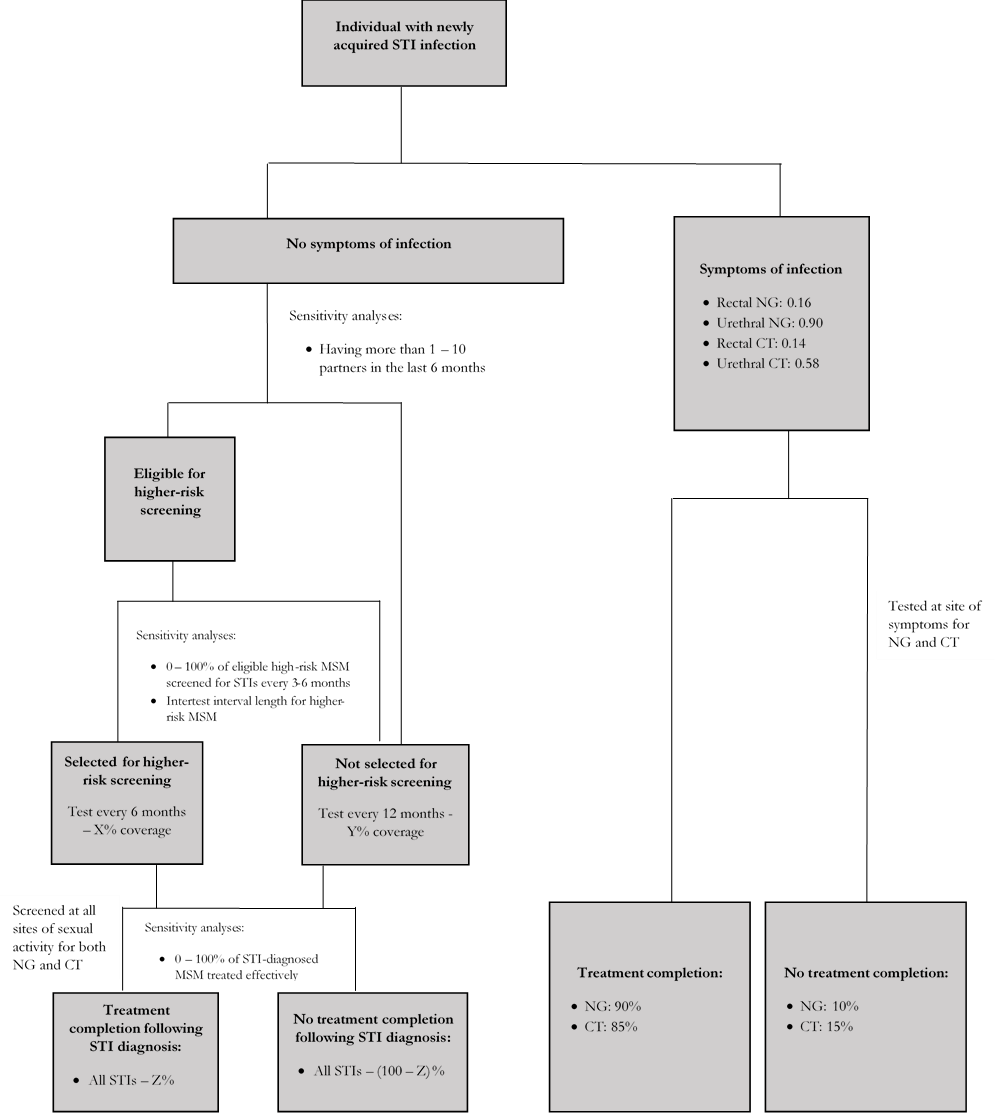 Individual with newly
acquired STI infection
No symptoms of infection
Symptoms of infection
• Rectal NG: 0.16
• Urethral NG: 0.90
• Rectal CT: 0.14
• Urethral CT: 0.58
Sensitivity analyses:
• Having more than 1 – 10
partners in the last 6 months
Eligible for
higher-risk
screening
Sensitivity analyses:
• 0 – 100% of eligible high-risk MSM
screened for STIs every 3-6 months
• Intertest interval length for higher-
risk MSM
Tested at site of
symptoms for
NG and CT
Selected for higher-
risk screening
Test every 6 months
– X% coverage
Not selected for
higher-risk screening
Test every 12 months -
Y% coverage
Screened at all
sites of sexual
activity for both
NG and CT
Sensitivity analyses:
• 0 – 100% of STI-diagnosed
MSM treated effectively
Treatment
completion following
STI diagnosis:
• All STIs – Z%
No treatment completion
following STI diagnosis:
• All STIs – (100 – Z)%
Treatment completion:
• NG: 90%
• CT: 85%
No treatment completion:
• NG: 10%
• CT: 15%